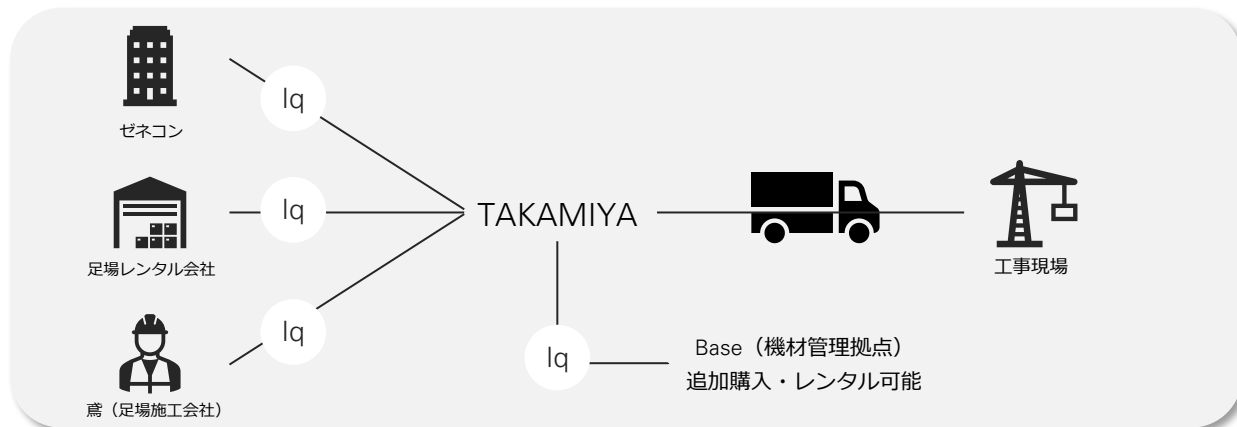 ゼネコン
Iq
足場レンタル会社
Iq
鳶（足場施工会社）
Iq
TAKAMIYA
工事現場
Iq
Base（機材管理拠点）
追加購入・レンタル可能